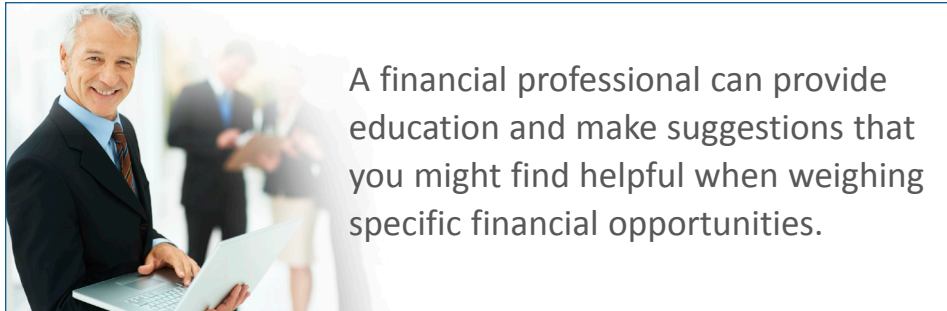 A financial professional can provide
education and make suggestions that
you might find helpful when weighing
specific financial opportunities.